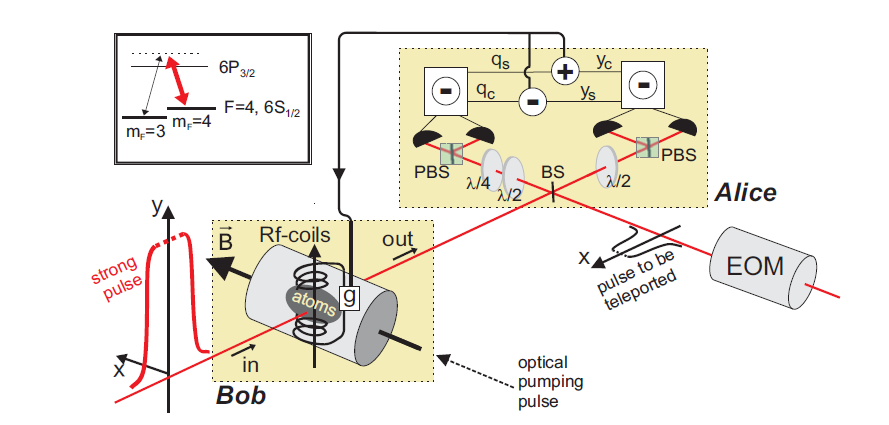 6P3/2
F=4, 6S1/2
mF=3
mF=4
qs
yc
+
-
-
qc
-
ys
PBS
λ/4
λ/2
BS
λ/2
PBS
Alice
y
strong
pulse
x
B
Rf-coils
out
atoms
g
in
Bob
x
pulse to be
teleported
EOM
optical
pumping
pulse